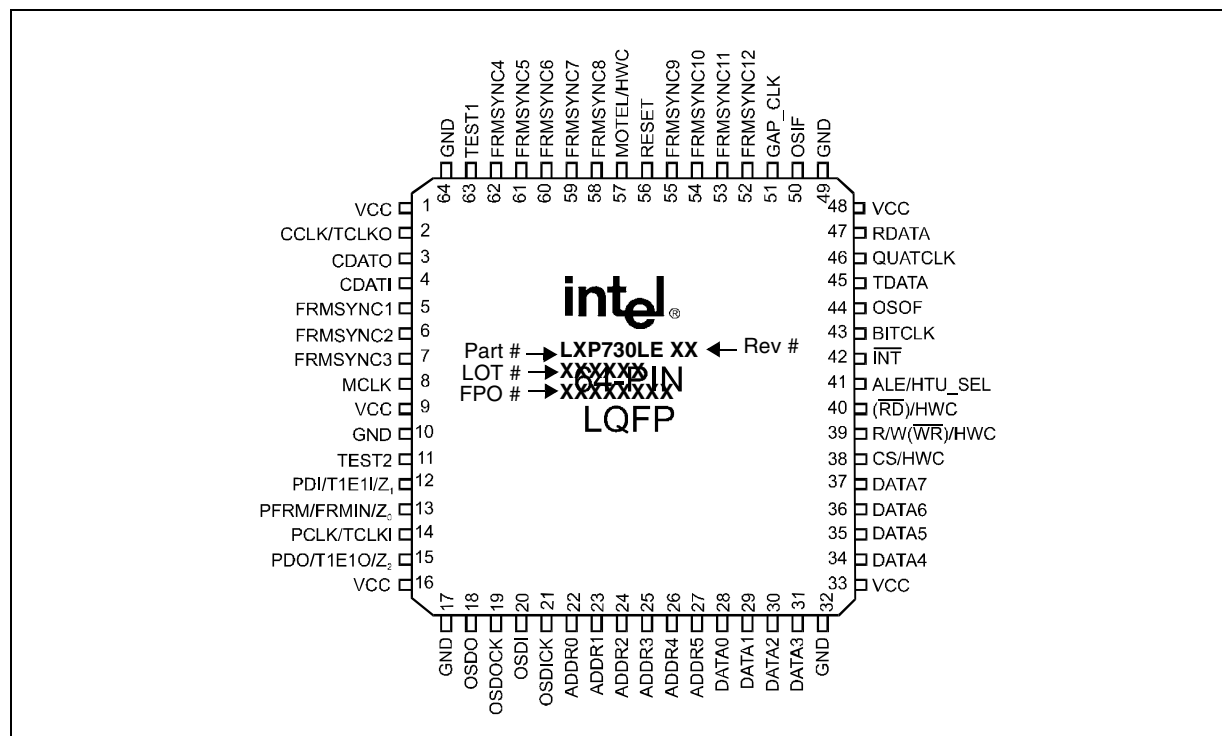 GND
TEST1
FRMSYNC4
FRMSYNC5
FRMSYNC6
FRMSYNC7
FRMSYNC8
MOTEL/HWC
RESET
FRMSYNC9
FRMSYNC10
FRMSYNC11
FRMSYNC12
GAP_CLK
OSIF
GND
64 63 62 61 60 59 58 57 56 55 54 53 52 51 50 49
VCC 1
CCLK/TCLKO 2
CDATO 3
CDATI 4
FRMSYNC1 5
FRMSYNC2 6
FRMSYNC3 7
MCLK 8
VCC 9
GND 10
TEST2 11
PDI/T1E1I/Z₁ 12
PFRM/FRMIN/Z₀ 13
PCLK/TCLKI 14
PDO/T1E1O/Z₂ 15
VCC 16
intel®
Part # LXP730LE XX Rev #
LOT # XXXXXX
64-PIN
FPO # XXXXXXXX
LQFP
48 VCC
47 RDATA
46 QUATCLK
45 TDATA
44 OSOF
43 BITCLK
42 I̅N̅T̅
41 ALE/HTU_SEL
40 (R̅D̅)/HWC
39 R/W(W̅R̅)/HWC
38 CS/HWC
37 DATA7
36 DATA6
35 DATA5
34 DATA4
33 VCC
17 18 19 20 21 22 23 24 25 26 27 28 29 30 31 32
GND
OSDO
OSDOCK
OSDI
OSDICK
ADDR0
ADDR1
ADDR2
ADDR3
ADDR4
ADDR5
DATA0
DATA1
DATA2
DATA3
GND